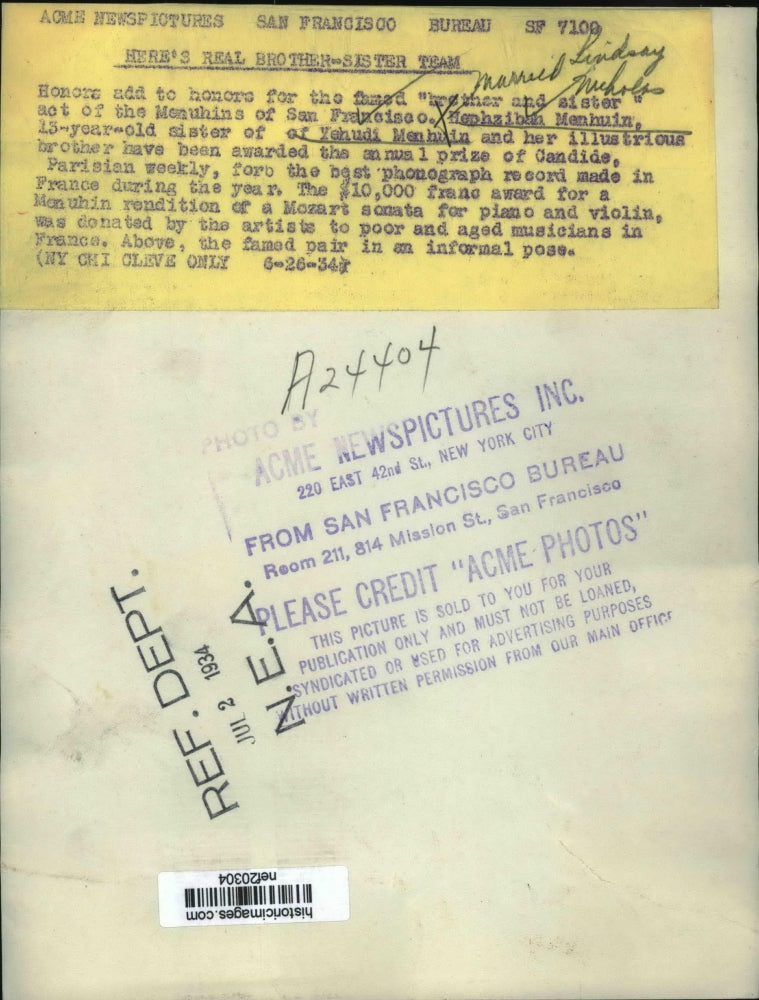 ACME NEWSPICTURES SAN FRANCISCO BUREAU SF 7109
HERE'S REAL BROTHER-SISTER TEAM
Married Lindsay
Nicholas
Honors add to honors for the famed "brother and sister"
act of the Menuhins of San Francisco. Hephzibah Menhuin,
13-year-old sister of of Yehudi Menhuin and her illustrious
brother have been awarded the annual prize of Candide,
Parisian weekly, forb the best phonograph record made in
France during the year. The $10,000 franc award for a
Menuhin rendition of a Mozart sonata for piano and violin,
was donated by the artists to poor and aged musicians in
France. Above, the famed pair in an informal pose.
(NY CHI CLEVE ONLY 6-26-34
A24404
PHOTO BY
ACME NEWSPICTURES INC.
220 EAST 42nd St., NEW YORK CITY
FROM SAN FRANCISCO BUREAU
Room 211, 814 Mission St., San Francisco
PLEASE CREDIT "ACME-PHOTOS"
THIS PICTURE IS SOLD TO YOU FOR YOUR
PUBLICATION ONLY AND MUST NOT BE LOANED,
SYNDICATED OR USED FOR ADVERTISING PURPOSES
WITHOUT WRITTEN PERMISSION FROM OUR MAIN OFFICE
REF. DEPT.
JUL 2 1934
N.E.A.
historicimages.com
nef20304